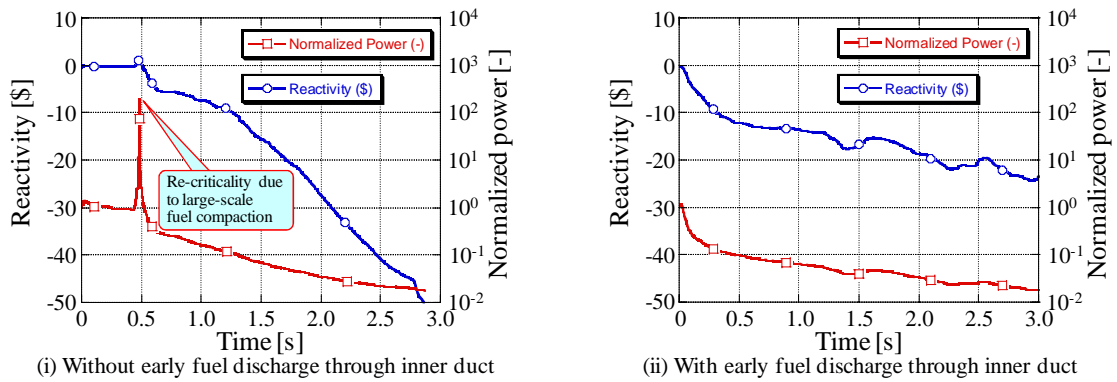 10
0
-10
-20
-30
-40
-50
Reactivity [$]
10^4
10^3
10^2
10^1
10^0
10^-1
10^-2
Normalized power [-]
Normalized Power (-)
Reactivity ($)
Re-criticality due
to large-scale
fuel compaction
0 0.5 1.0 1.5 2.0 2.5 3.0
Time [s]
(i) Without early fuel discharge through inner duct
10
0
-10
-20
-30
-40
-50
Reactivity [$]
10^4
10^3
10^2
10^1
10^0
10^-1
10^-2
Normalized power [-]
Normalized Power (-)
Reactivity ($)
0 0.5 1.0 1.5 2.0 2.5 3.0
Time [s]
(ii) With early fuel discharge through inner duct